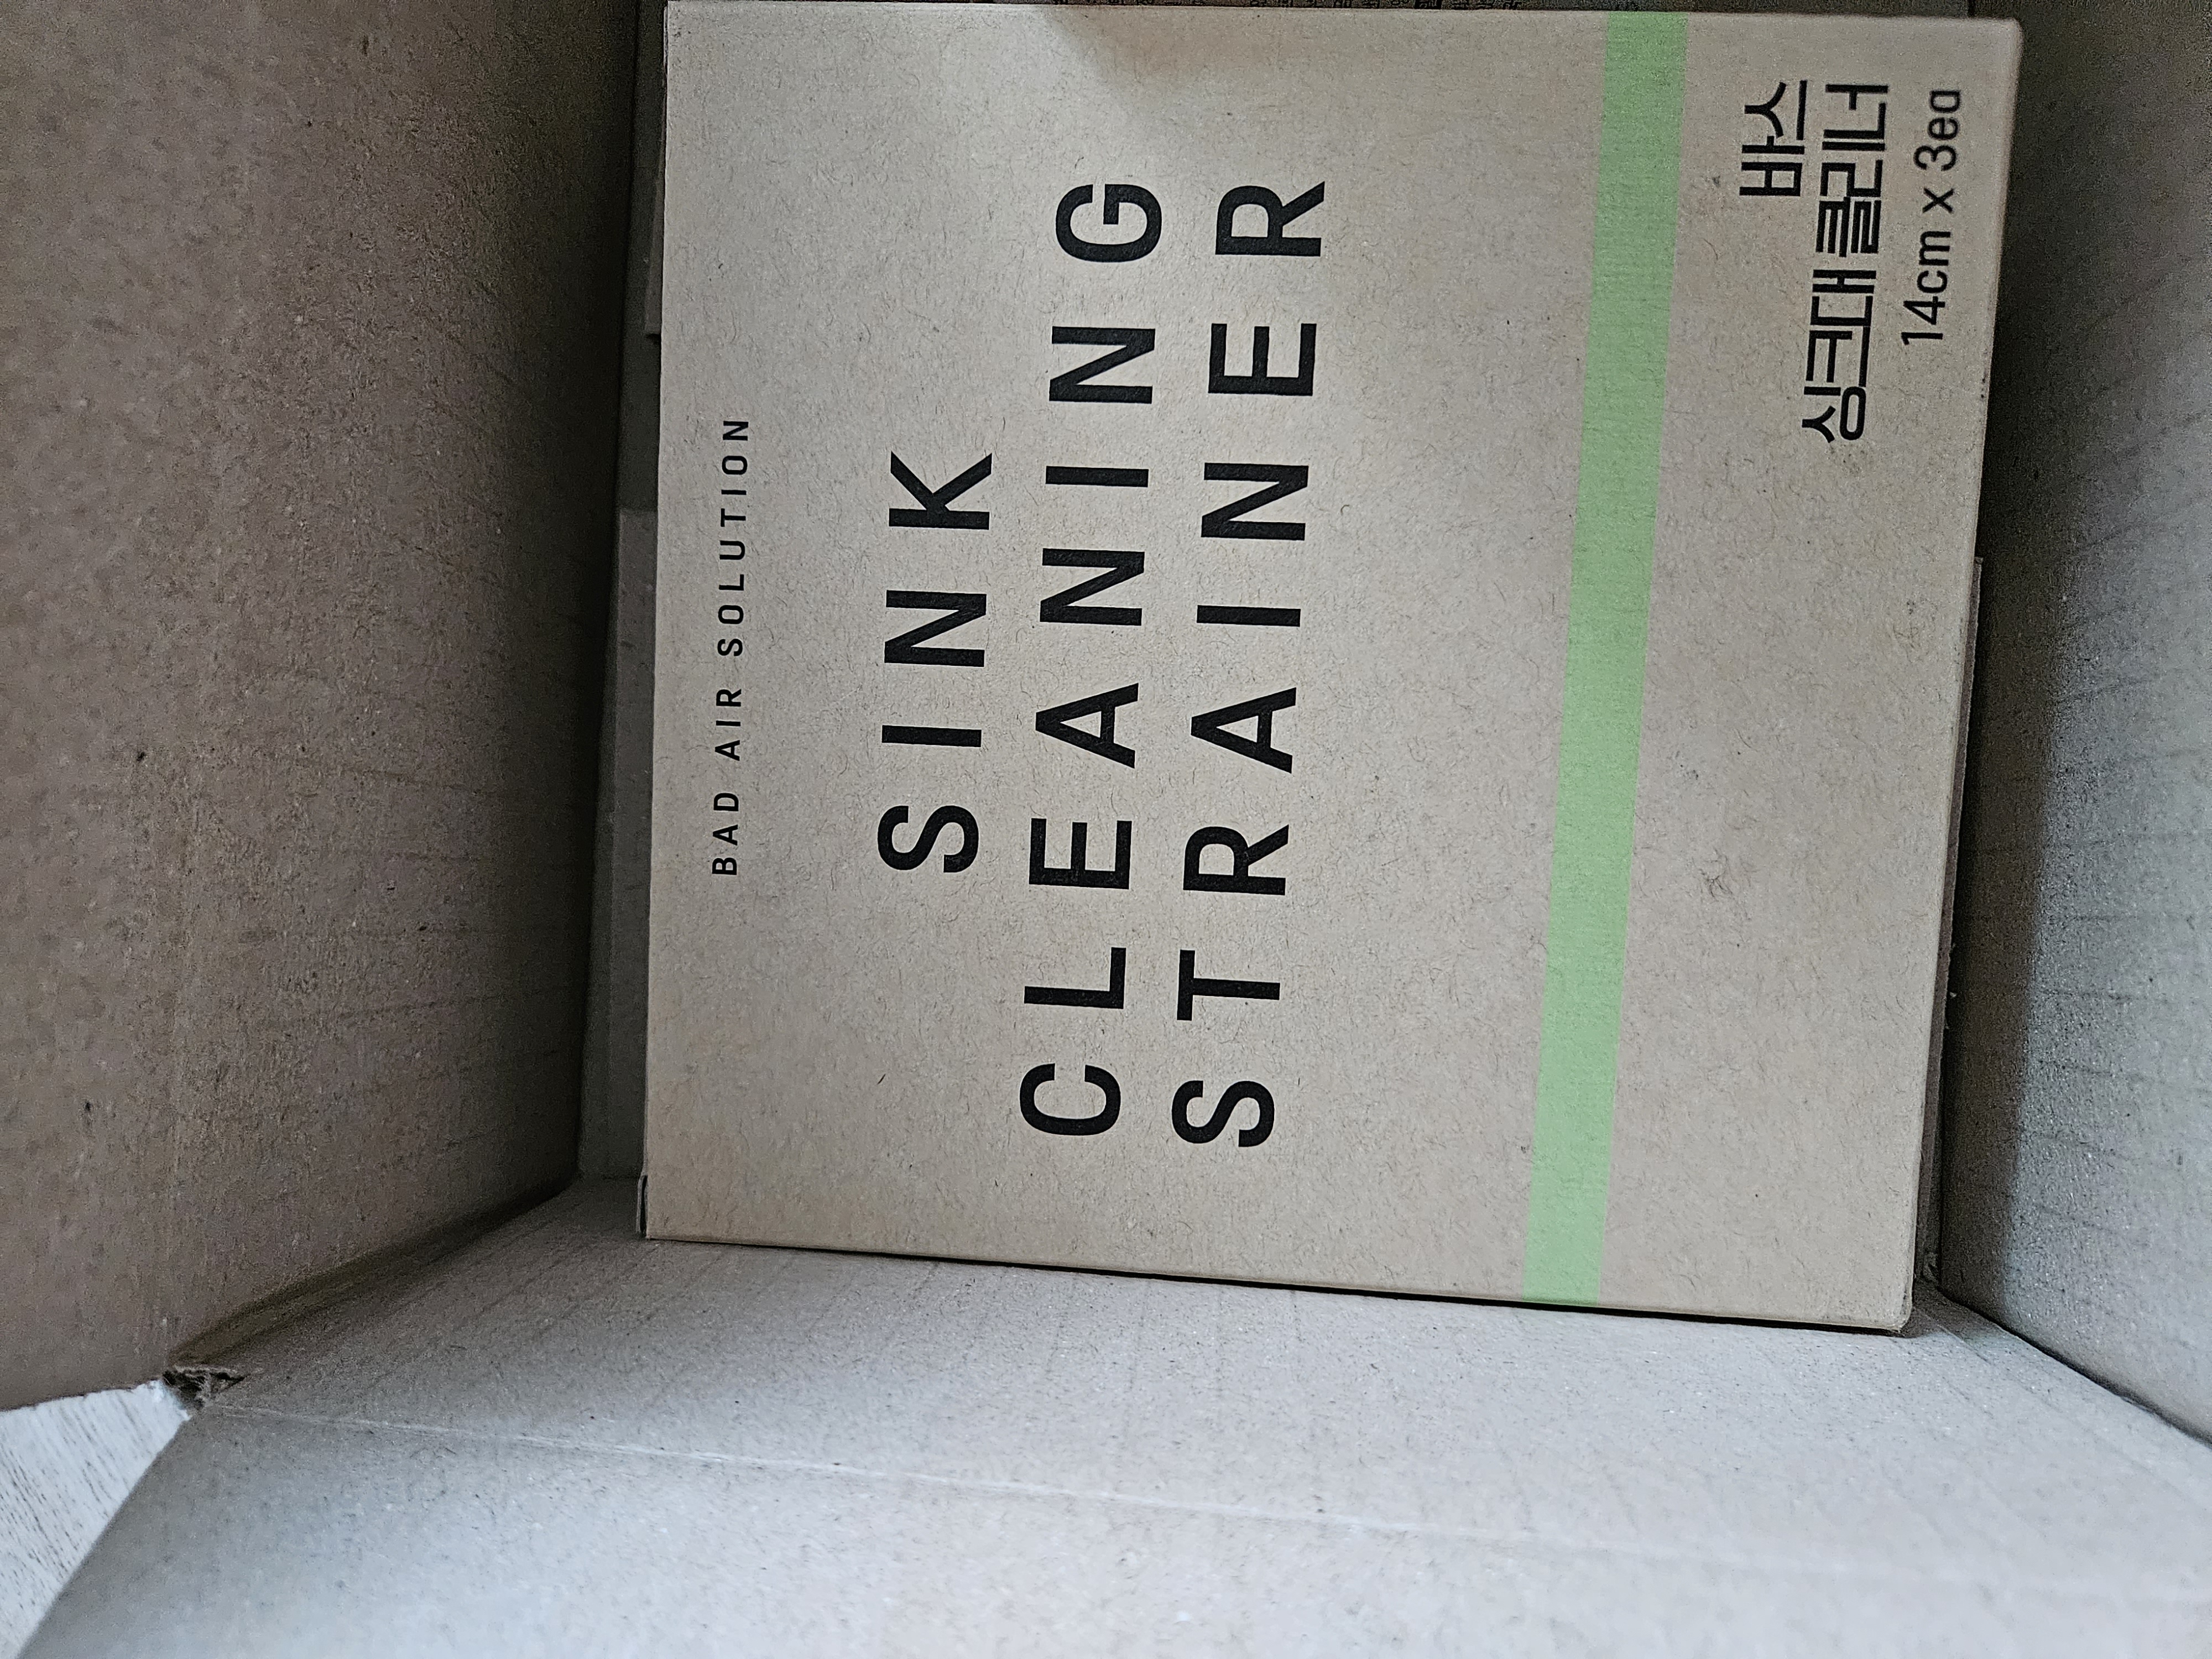 BAD AIR SOLUTION
SINK
CLEANING
STRAINER
바스
싱크대 클리너
14cm x 3ea